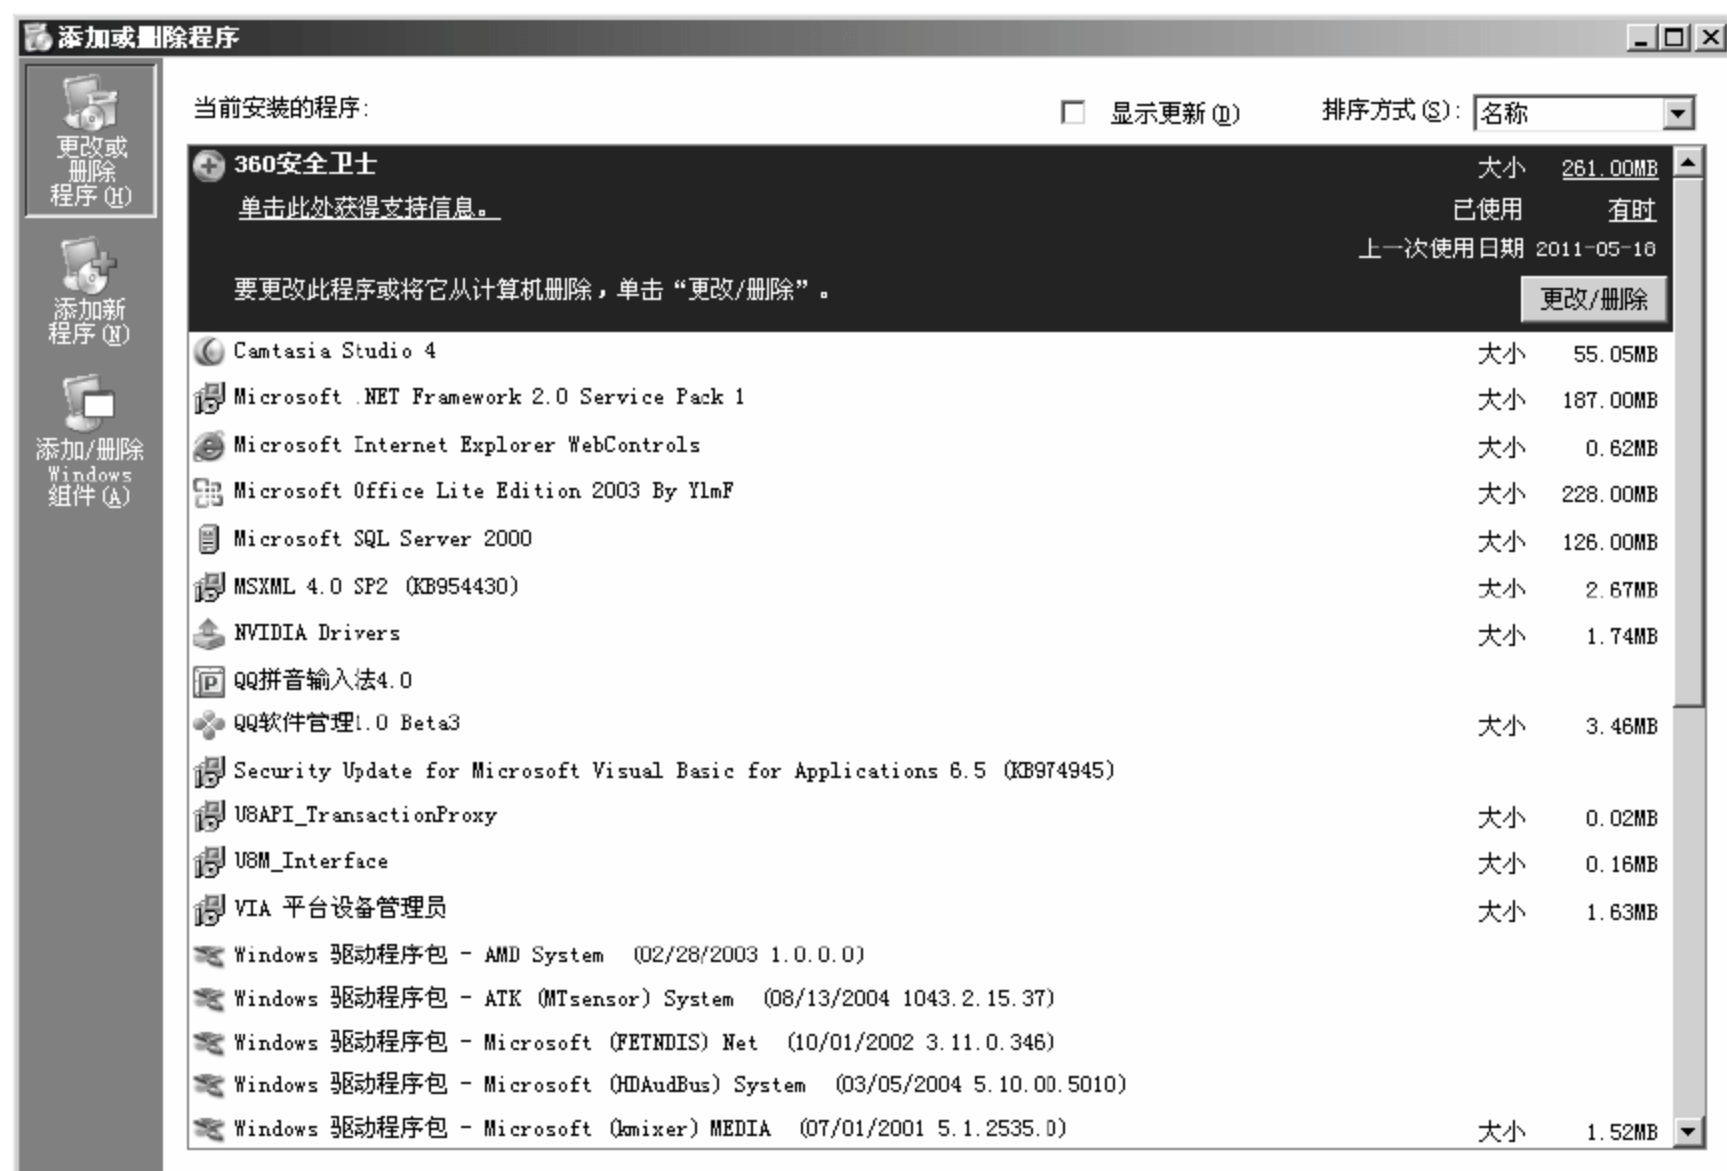 添加或删除程序
更改或
删除
程序(H)
添加新
程序(N)
添加/删除
Windows
组件(A)
当前安装的程序: 显示更新(D) 排序方式(S): 名称
360安全卫士 大小 261.00MB
单击此处获得支持信息。 已使用 有时
上一次使用日期 2011-05-18
要更改此程序或将它从计算机删除，单击“更改/删除”。 更改/删除
Camtasia Studio 4 大小 55.05MB
Microsoft .NET Framework 2.0 Service Pack 1 大小 187.00MB
Microsoft Internet Explorer WebControls 大小 0.62MB
Microsoft Office Lite Edition 2003 By YlmF 大小 228.00MB
Microsoft SQL Server 2000 大小 126.00MB
MSXML 4.0 SP2 (KB954430) 大小 2.67MB
NVIDIA Drivers 大小 1.74MB
QQ拼音输入法4.0
QQ软件管理1.0 Beta3 大小 3.46MB
Security Update for Microsoft Visual Basic for Applications 6.5 (KB974945)
U8API_TransactionProxy 大小 0.02MB
U8M_Interface 大小 0.16MB
VIA 平台设备管理员 大小 1.63MB
Windows 驱动程序包 - AMD System (02/28/2003 1.0.0.0)
Windows 驱动程序包 - ATK (MTsensor) System (08/13/2004 1043.2.15.37)
Windows 驱动程序包 - Microsoft (FETNDIS) Net (10/01/2002 3.11.0.346)
Windows 驱动程序包 - Microsoft (HDAudBus) System (03/05/2004 5.10.00.5010)
Windows 驱动程序包 - Microsoft (kmixer) MEDIA (07/01/2001 5.1.2535.0) 大小 1.52MB